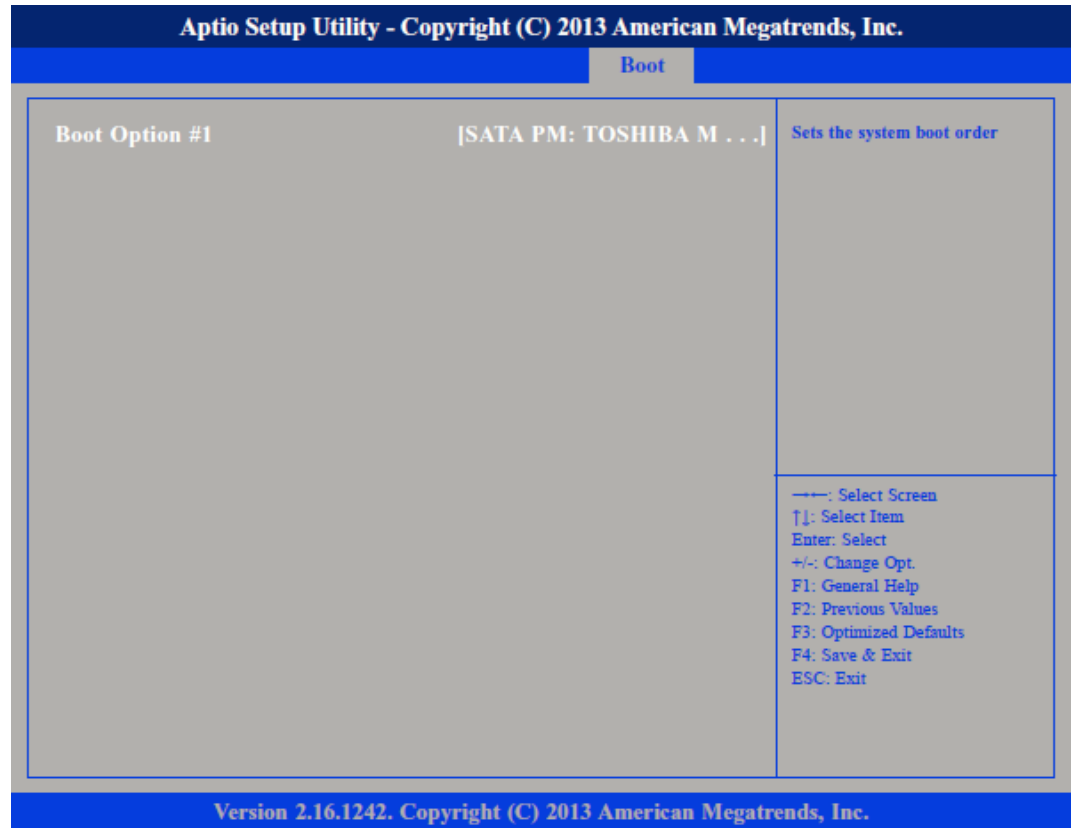 Aptio Setup Utility - Copyright (C) 2013 American Megatrends, Inc.
Boot
Boot Option #1 [SATA PM: TOSHIBA M . . .]
Sets the system boot order
→←: Select Screen
↑↓: Select Item
Enter: Select
+/-: Change Opt.
F1: General Help
F2: Previous Values
F3: Optimized Defaults
F4: Save & Exit
ESC: Exit
Version 2.16.1242. Copyright (C) 2013 American Megatrends, Inc.